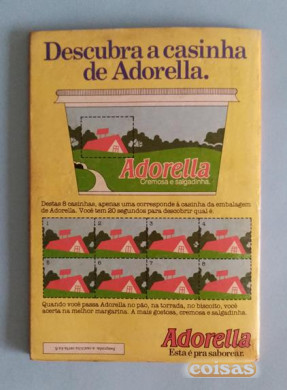 Descubra a casinha
de Adorella.
Adorella
Cremosa e salgadinha.
Destas 8 casinhas, apenas uma corresponde à casinha da embalagem
de Adorella. Você tem 20 segundos para descobrir qual é.
1 2 3 4
5 6 7 8
Quando você passa Adorella no pão, na torrada, no biscoito, você
acerta na melhor margarina. A mais gostosa, cremosa e salgadinha.
Adorella
Esta é pra saborear.
coisas